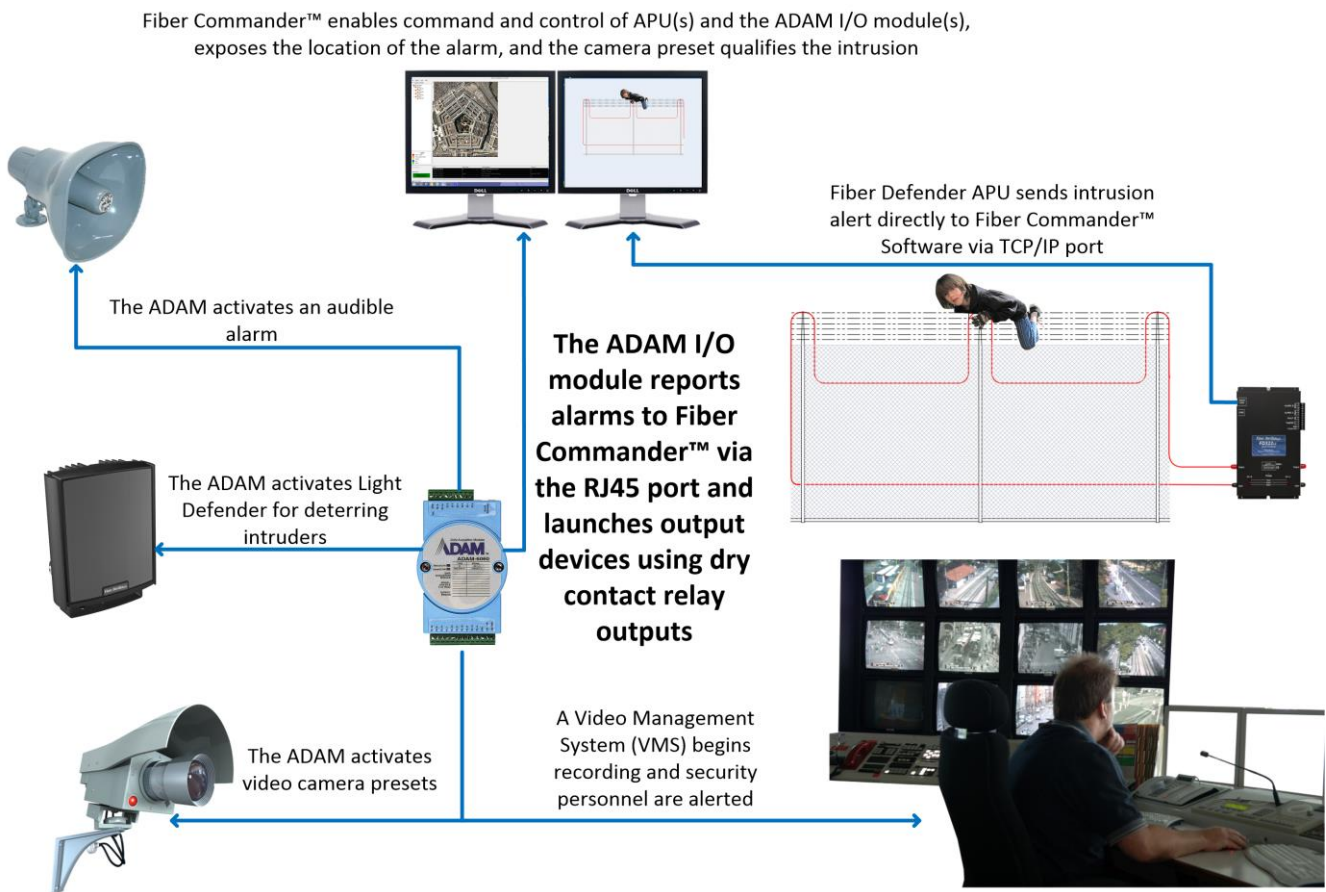 Fiber Commander™ enables command and control of APU(s) and the ADAM I/O module(s),
exposes the location of the alarm, and the camera preset qualifies the intrusion
DELL
DELL
Fiber Defender APU sends intrusion
alert directly to Fiber Commander™
Software via TCP/IP port
The ADAM activates an audible
alarm
The ADAM I/O
module reports
alarms to Fiber
Commander™ via
the RJ45 port and
launches output
devices using dry
contact relay
outputs
The ADAM activates Light
Defender for deterring
intruders
ADAM
The ADAM activates
video camera presets
A Video Management
System (VMS) begins
recording and security
personnel are alerted